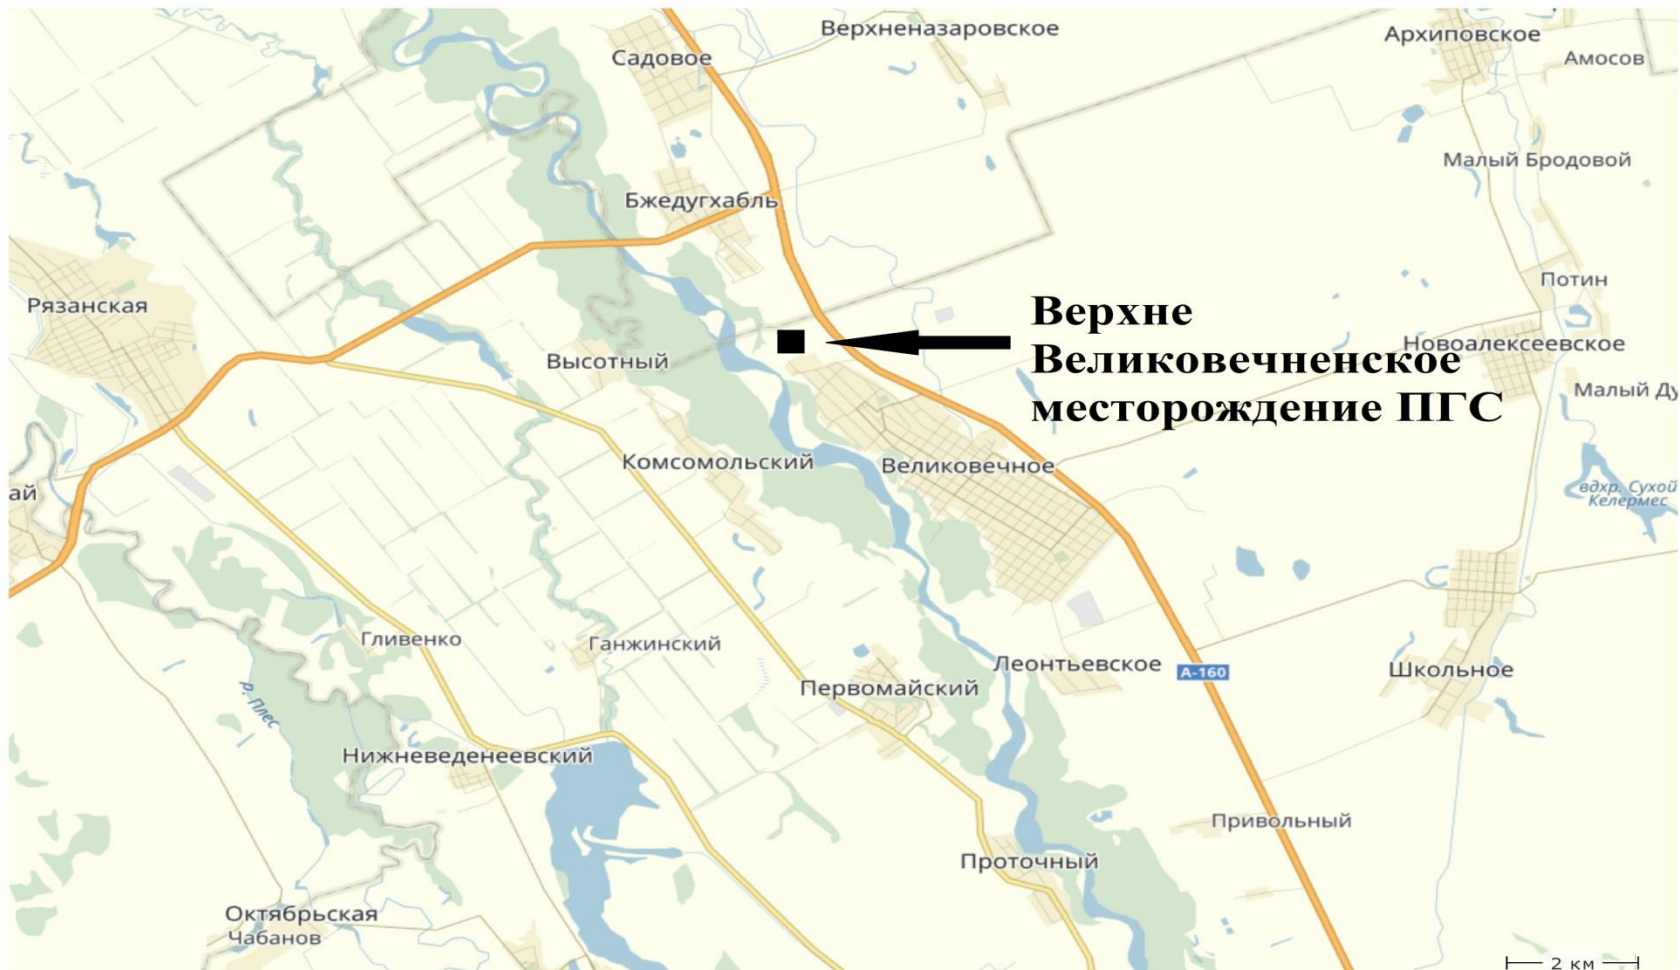 Верхненазаровское
Архиповское
Садовое
Амосов
Малый Бродовой
Бжедугхабль
Потин
Рязанская
Верхне
Великовечненское
месторождение ПГС
Новоалексеевское
Высотный
Малый Ду
Комсомольский
Великовечное
ай
вдхр. Сухой
Келермес
Гливенко
Ганжинский
Леонтьевское
А-160
Школьное
Первомайский
р. Плес
Нижневеденеевский
Привольный
Проточный
Октябрьская
Чабанов
2 км